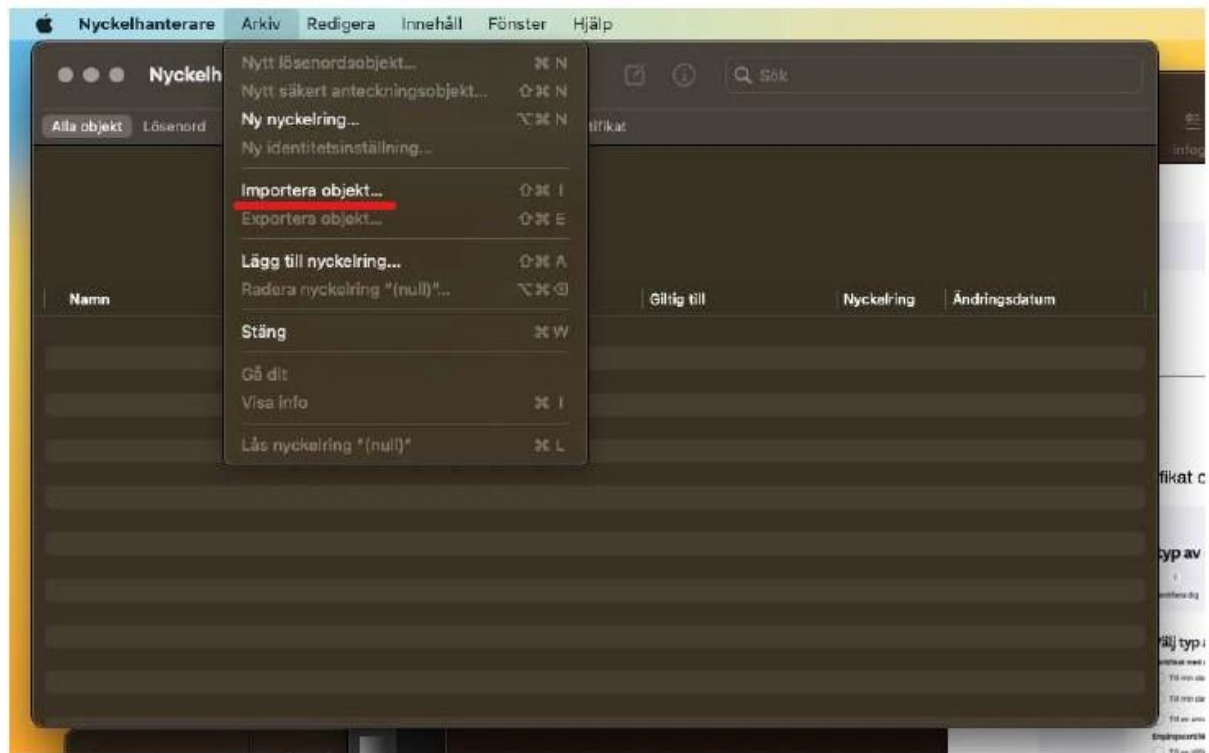 Nyckelhanterare Arkiv Redigera Innehåll Fönster Hjälp
Nyckelh
Sök
Alla objekt Lösenord
tifikat
Nytt lösenordsobjekt... ⌘ N
Nytt säkert anteckningsobjekt... ⇧⌘ N
Ny nyckelring... ⌥⌘ N
Ny identitetsinställning...
Importera objekt... ⇧⌘ I
Exportera objekt... ⇧⌘ E
Lägg till nyckelring... ⇧⌘ A
Radera nyckelring "(null)"... ⌥⌘⌫
Stäng ⌘ W
Gå dit
Visa info ⌘ I
Lås nyckelring "(null)" ⌘ L
Namn Giltig till Nyckelring Ändringsdatum
infog
fikat
typ av
typ